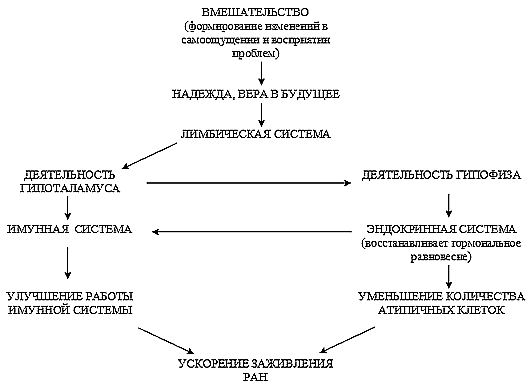 ВМЕШАТЕЛЬСТВО
(формирование изменений в
самоощущении и восприятии
проблем)
НАДЕЖДА, ВЕРА В БУДУЩЕЕ
ЛИМБИЧЕСКАЯ СИСТЕМА
ДЕЯТЕЛЬНОСТЬ
ГИПОТАЛАМУСА
ДЕЯТЕЛЬНОСТЬ ГИПОФИЗА
ИМУННАЯ СИСТЕМА
ЭНДОКРИННАЯ СИСТЕМА
(восстанавливает гормональное
равновесие)
УЛУЧШЕНИЕ РАБОТЫ
ИМУННОЙ СИСТЕМЫ
УМЕНЬШЕНИЕ КОЛИЧЕСТВА
АТИПИЧНЫХ КЛЕТОК
УСКОРЕНИЕ ЗАЖИВЛЕНИЯ
РАН